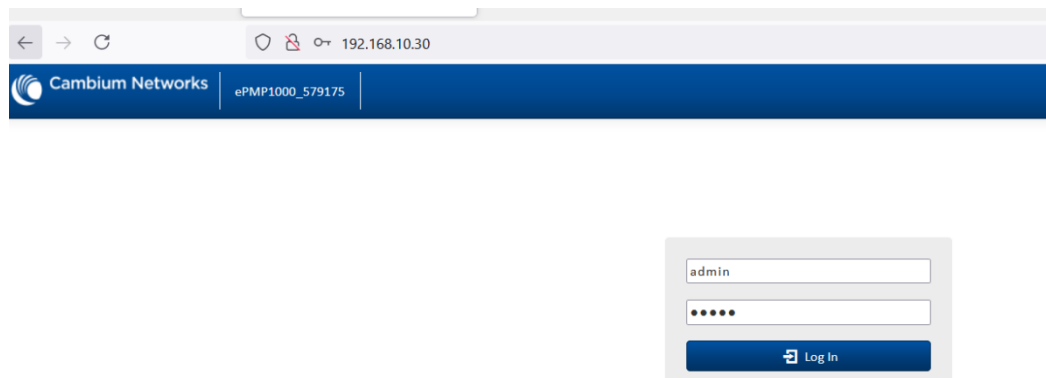 192.168.10.30
Cambium Networks
ePMP1000_579175
admin
•••••
Log In